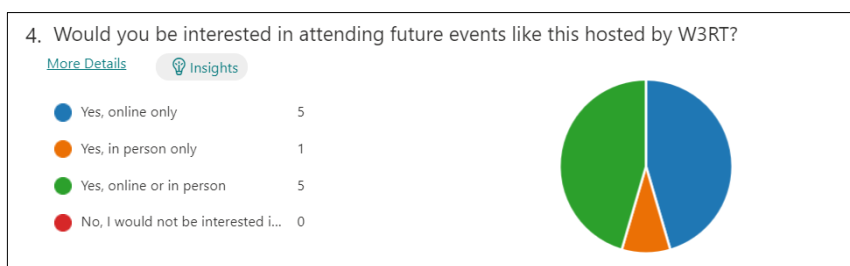 4. Would you be interested in attending future events like this hosted by W3RT?
More Details
Insights
Yes, online only 5
Yes, in person only 1
Yes, online or in person 5
No, I would not be interested i... 0